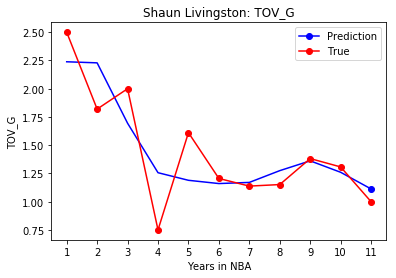 Shaun Livingston: TOV_G
Prediction
True
TOV_G
2.50
2.25
2.00
1.75
1.50
1.25
1.00
0.75
1 2 3 4 5 6 7 8 9 10 11
Years in NBA